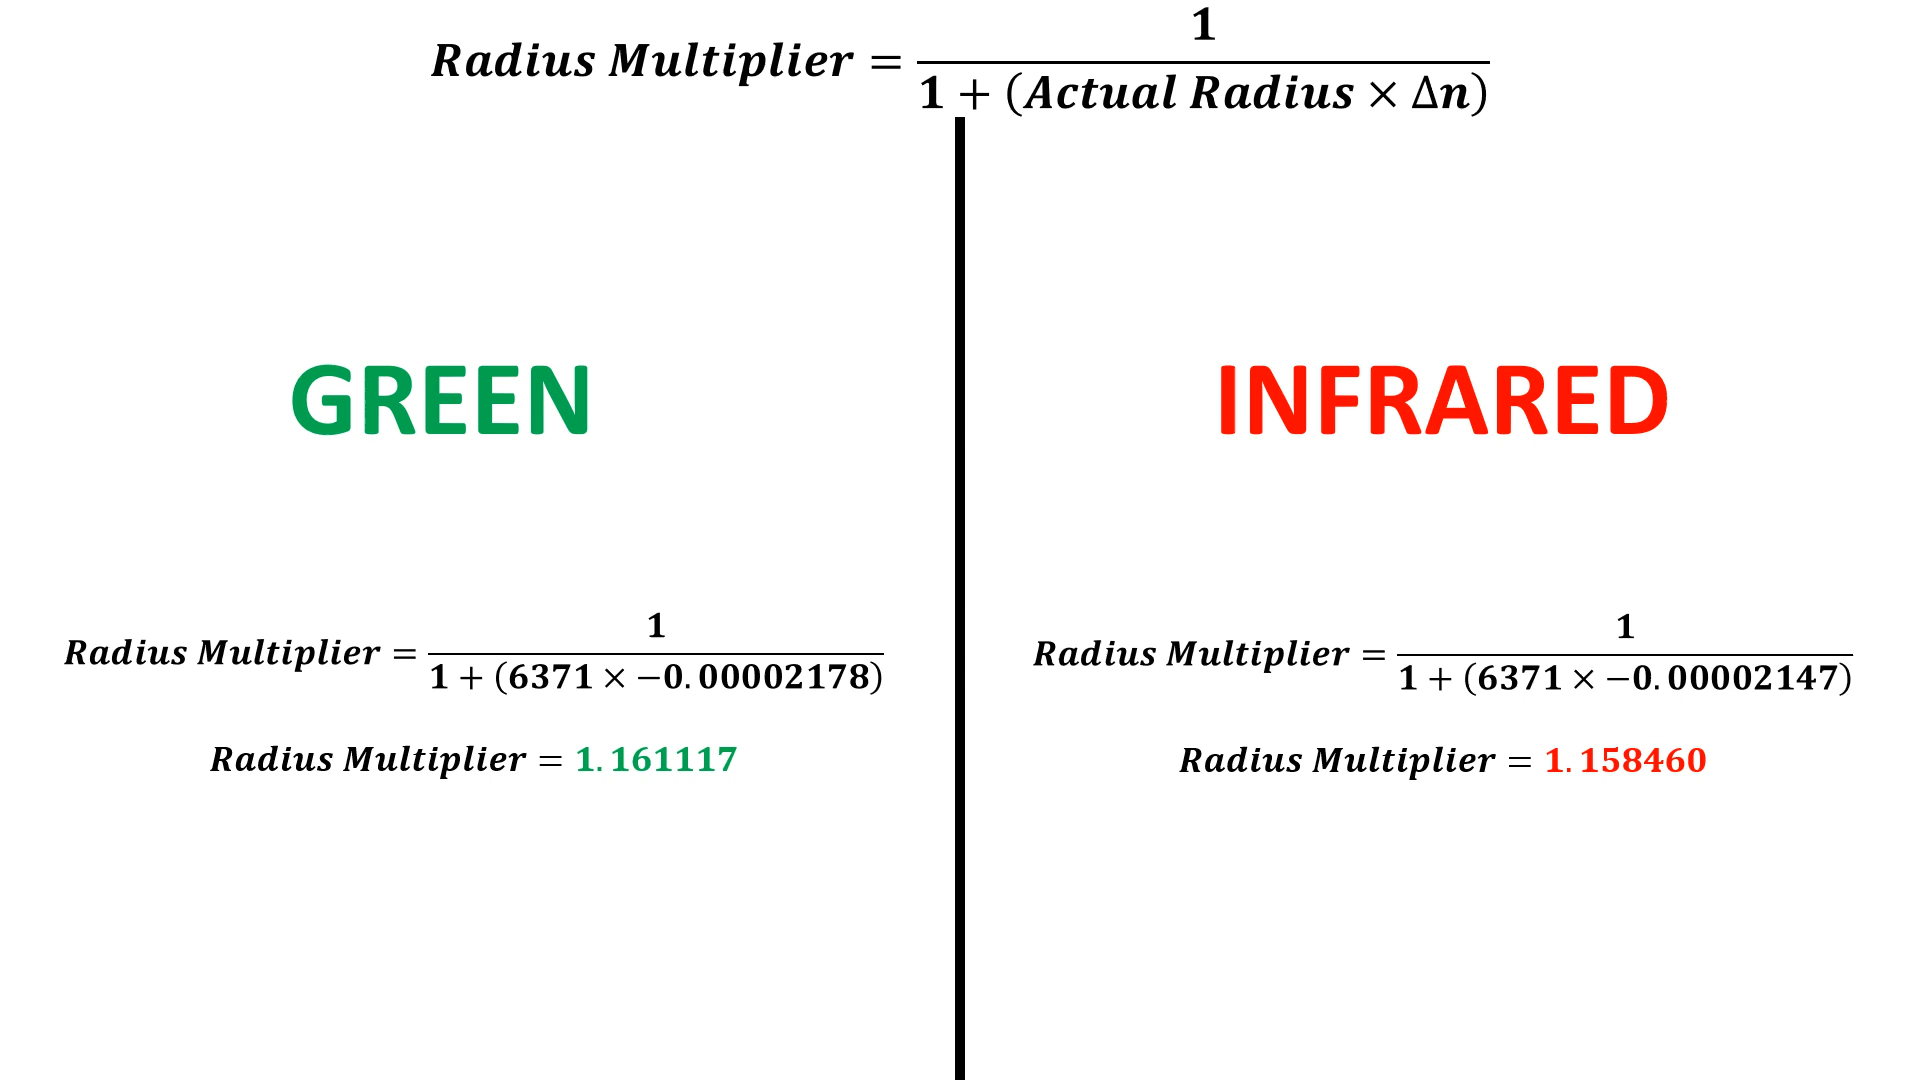 Radius Multiplier = 1 / 1 + (Actual Radius × Δn)
GREEN
Radius Multiplier = 1 / 1 + (6371 × −0.00002178)
Radius Multiplier = 1.161117
INFRARED
Radius Multiplier = 1 / 1 + (6371 × −0.00002147)
Radius Multiplier = 1.158460